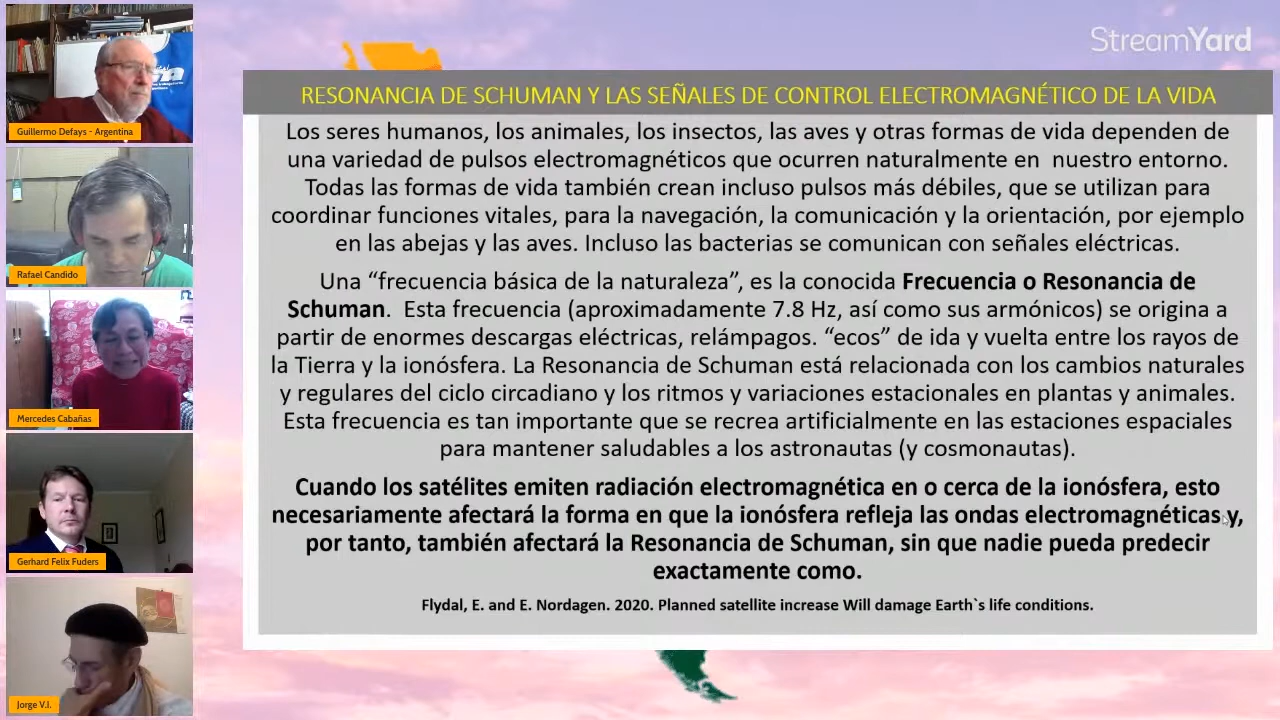 StreamYard
RESONANCIA DE SCHUMAN Y LAS SEÑALES DE CONTROL ELECTROMAGNÉTICO DE LA VIDA
Los seres humanos, los animales, los insectos, las aves y otras formas de vida dependen de
una variedad de pulsos electromagnéticos que ocurren naturalmente en nuestro entorno.
Todas las formas de vida también crean incluso pulsos más débiles, que se utilizan para
coordinar funciones vitales, para la navegación, la comunicación y la orientación, por ejemplo
en las abejas y las aves. Incluso las bacterias se comunican con señales eléctricas.
Una “frecuencia básica de la naturaleza”, es la conocida Frecuencia o Resonancia de
Schuman. Esta frecuencia (aproximadamente 7.8 Hz, así como sus armónicos) se origina a
partir de enormes descargas eléctricas, relámpagos. “ecos” de ida y vuelta entre los rayos de
la Tierra y la ionósfera. La Resonancia de Schuman está relacionada con los cambios naturales
y regulares del ciclo circadiano y los ritmos y variaciones estacionales en plantas y animales.
Esta frecuencia es tan importante que se recrea artificialmente en las estaciones espaciales
para mantener saludables a los astronautas (y cosmonautas).
Cuando los satélites emiten radiación electromagnética en o cerca de la ionósfera, esto
necesariamente afectará la forma en que la ionósfera refleja las ondas electromagnéticas y,
por tanto, también afectará la Resonancia de Schuman, sin que nadie pueda predecir
exactamente como.
Flydal, E. and E. Nordagen. 2020. Planned satellite increase Will damage Earth`s life conditions.
Guillermo Defays - Argentina
Rafael Candido
Mercedes Cabañas
Gerhard Felix Fuders
Jorge V.I.